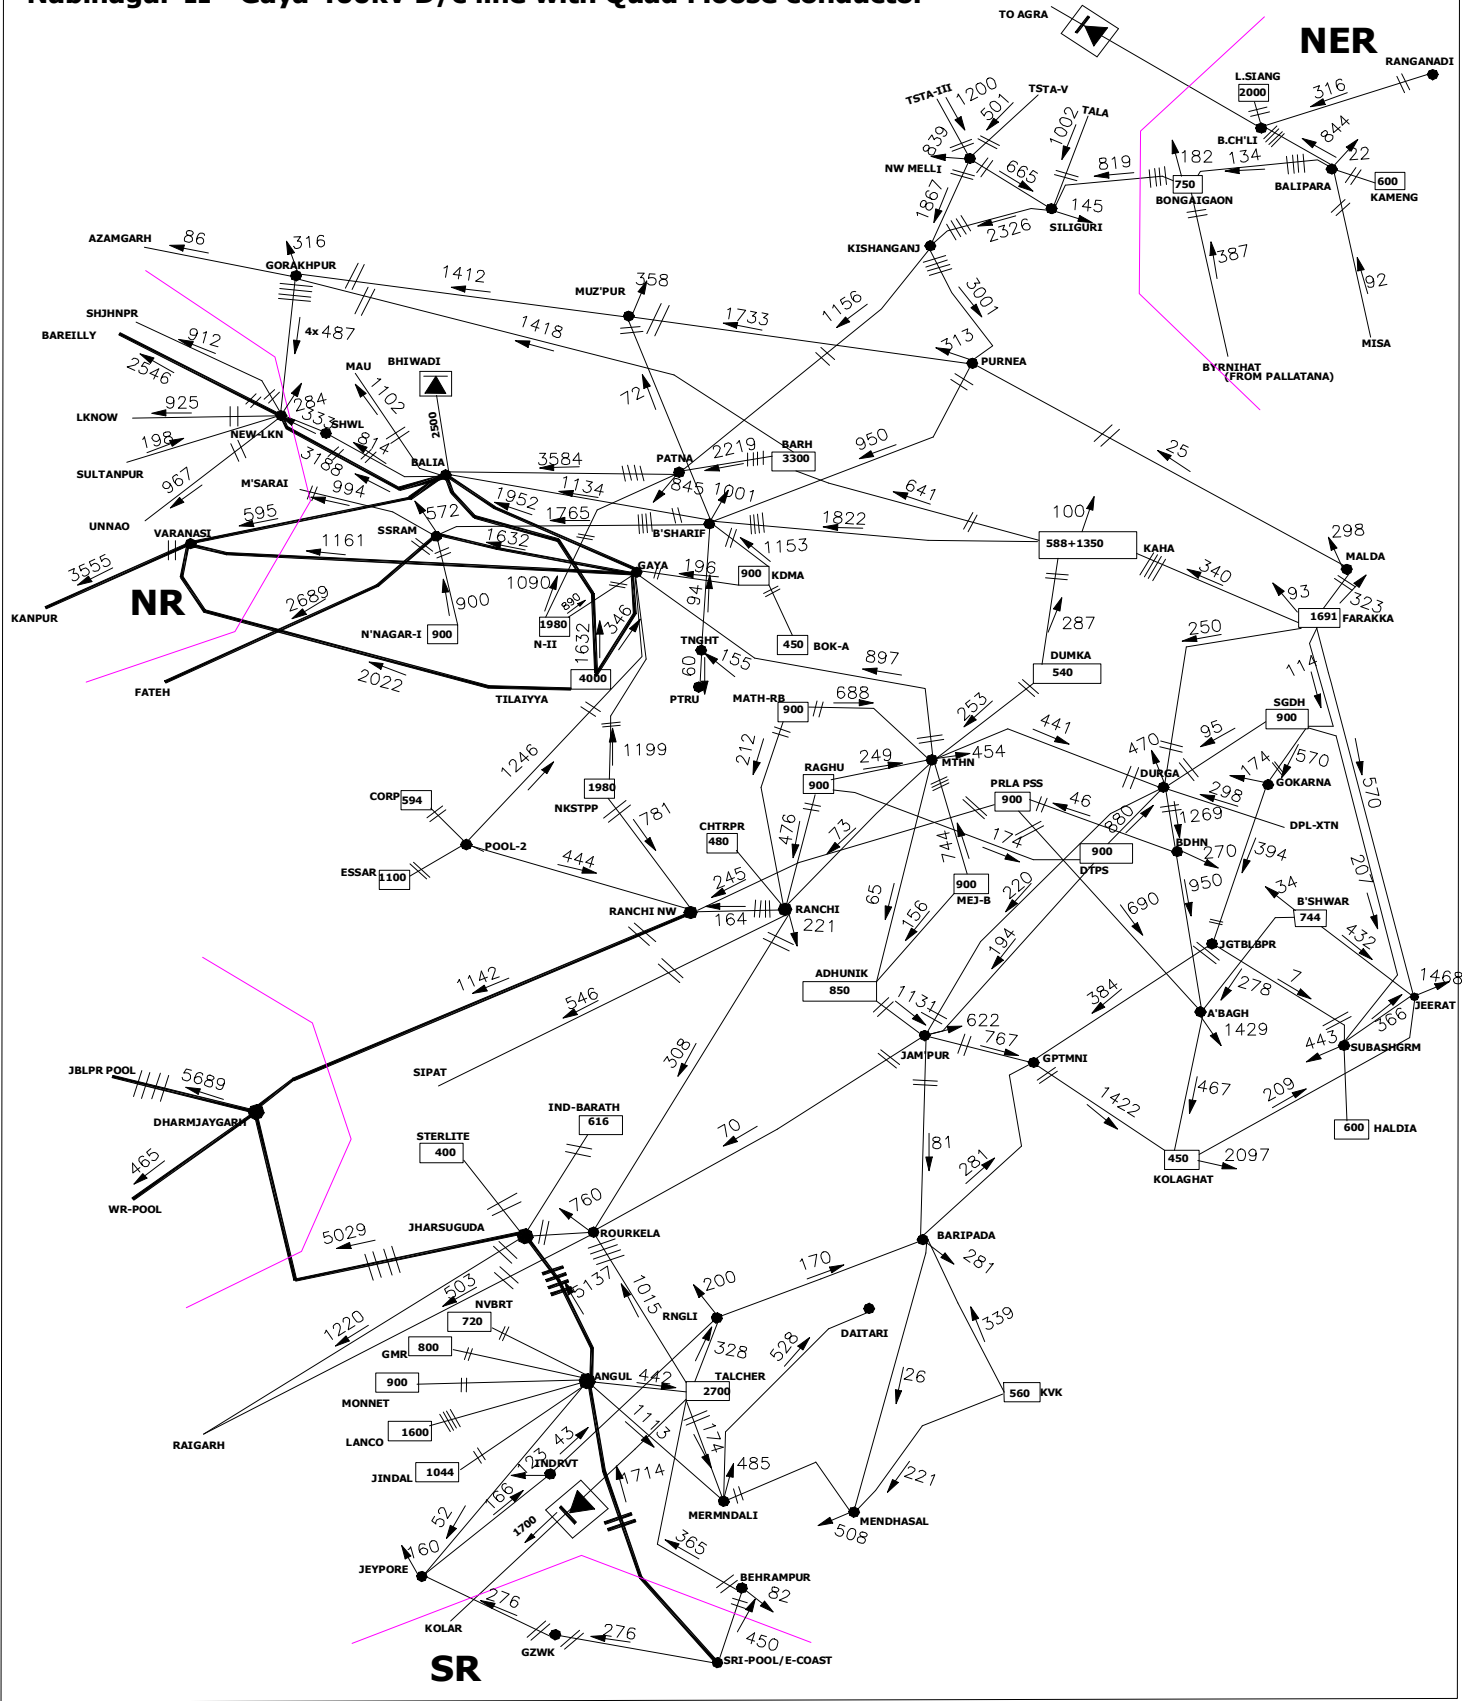 Nabinagar-II - Gaya 400kV D/c line with Quad Moose conductor
TO AGRA
NER
RANGANADI
L.SIANG
2000
316
TSTA-III
1200
TSTA-V
501
TALA
1002
B.CH'LI
844
839
NW MELLI
665
819
182
134
22
750
BONGAIGON
BALIPARA
600
KAMENG
1867
145
SILIGURI
2326
KISHANGANJ
387
92
AZAMGARH
86
316
GORAKHPUR
1412
MUZ'PUR
358
1156
3001
SHJHNPR
912
4x 487
1418
1733
313
PURNEA
MISA
BAREILLY
2546
MAU
BHIWADI
1102
2500
BYRNIHAT
(FROM PALLATANA)
72
284
LKNOW
925
333
SHWL
NEW-LKN
198
814
3188
SULTANPUR
967
BALIA
3584
PATNA
2219
BARH
3300
950
25
M'SARAI
994
1952
1134
845
1001
641
UNNAO
595
572
1765
B'SHARIF
1822
100
VARANASI
SSRAM
1161
1632
1153
588+1350
KAHA
298
MALDA
3555
GAYA
196
900
KDMA
340
93
323
KANPUR
NR
2689
900
1090
890
346
94
1691
FARAKKA
N'NAGAR-I
900
1980
N-II
1632
TNGHT
450
BOK-A
287
250
114
FATEH
2022
TILAIYYA
4000
60
155
PTRU
897
DUMKA
540
MATH-RB
900
688
253
441
SGDH
900
95
1246
1199
212
249
454
MTHN
470
DURGA
174
570
GOKARNA
570
RAGHU
900
PRLA PSS
900
46
298
CORP
594
1980
NKSTPP
781
476
73
880
1269
DPL-XTN
POOL-2
CHTRPR
480
744
174
900
DTPS
BDHN
270
394
207
ESSAR
1100
444
245
900
MEJ-B
220
950
34
B'SHWAR
744
RANCHI NW
164
RANCHI
221
65
156
690
432
194
JGTBLBPR
1142
546
ADHUNIK
850
1131
384
278
7
1468
JEERAT
622
A'BAGH
1429
366
443
SUBASHGRM
308
JAM'PUR
767
GPTMNI
JBLPR POOL
5689
SIPAT
1422
467
209
DHARMJAYGARH
IND-BARATH
616
70
81
600
HALDIA
465
STERLITE
400
281
450
2097
KOLAGHAT
WR-POOL
760
JHARSUGUDA
ROURKELA
BARIPADA
5029
281
170
503
5137
1015
200
RNGLI
DAITARI
339
1220
NVBRT
720
328
528
GMR
800
ANGUL
442
TALCHER
2700
26
560
KVK
900
MONNET
1113
174
LANCO
1600
43
RAIGARH
JINDAL
1044
123
INDRVT
1714
485
221
166
MERMNDALI
MENDHASAL
508
52
1700
160
365
JEYPORE
BEHRAMPUR
82
276
KOLAR
276
450
GZWK
SRI-POOL/E-COAST
SR